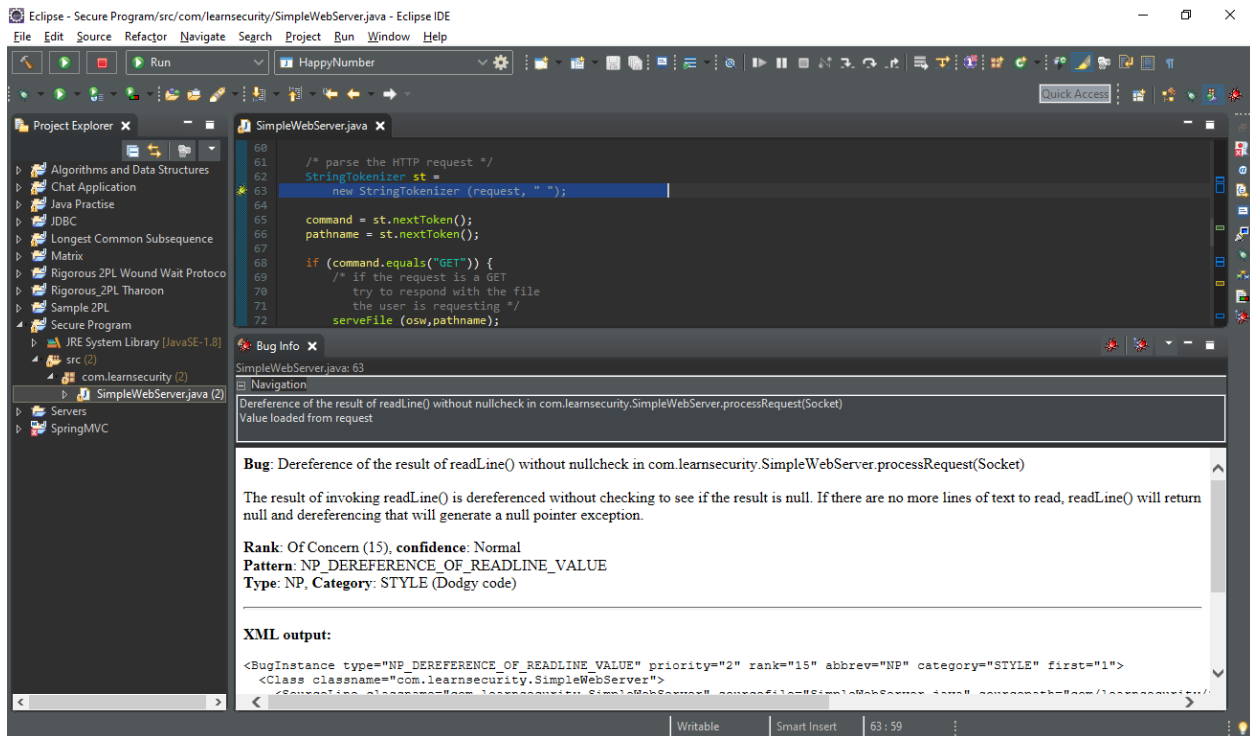 Eclipse - Secure Program/src/com/learnsecurity/SimpleWebServer.java - Eclipse IDE
File Edit Source Refactor Navigate Search Project Run Window Help
Run HappyNumber
Quick Access
Project Explorer
Algorithms and Data Structures
Chat Application
Java Practise
JDBC
Longest Common Subsequence
Matrix
Rigorous 2PL Wound Wait Protoco
Rigorous_2PL Tharoon
Sample 2PL
Secure Program
JRE System Library [JavaSE-1.8]
src (2)
com.learnsecurity (2)
SimpleWebServer.java (2)
Servers
SpringMVC
SimpleWebServer.java
60
61 /* parse the HTTP request */
62 StringTokenizer st =
63 new StringTokenizer (request, " ");
64
65 command = st.nextToken();
66 pathname = st.nextToken();
67
68 if (command.equals("GET")) {
69 /* if the request is a GET
70 try to respond with the file
71 the user is requesting */
72 serveFile (osw,pathname);
Bug Info
SimpleWebServer.java: 63
Navigation
Dereference of the result of readLine() without nullcheck in com.learnsecurity.SimpleWebServer.processRequest(Socket)
Value loaded from request
Bug: Dereference of the result of readLine() without nullcheck in com.learnsecurity.SimpleWebServer.processRequest(Socket)
The result of invoking readLine() is dereferenced without checking to see if the result is null. If there are no more lines of text to read, readLine() will return
null and dereferencing that will generate a null pointer exception.
Rank: Of Concern (15), confidence: Normal
Pattern: NP_DEREFERENCE_OF_READLINE_VALUE
Type: NP, Category: STYLE (Dodgy code)
XML output:
<BugInstance type="NP_DEREFERENCE_OF_READLINE_VALUE" priority="2" rank="15" abbrev="NP" category="STYLE" first="1">
<Class classname="com.learnsecurity.SimpleWebServer">
<SourceLine classname="com.learnsecurity.SimpleWebServer" sourcefile="SimpleWebServer.java" sourcepath="com/learnsecurity/
Writable Smart Insert 63 : 59